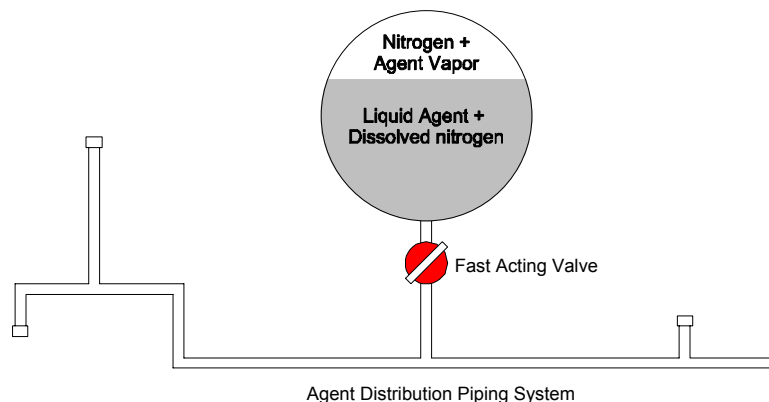 Nitrogen +
Agent Vapor
Liquid Agent +
Dissolved nitrogen
Fast Acting Valve
Agent Distribution Piping System